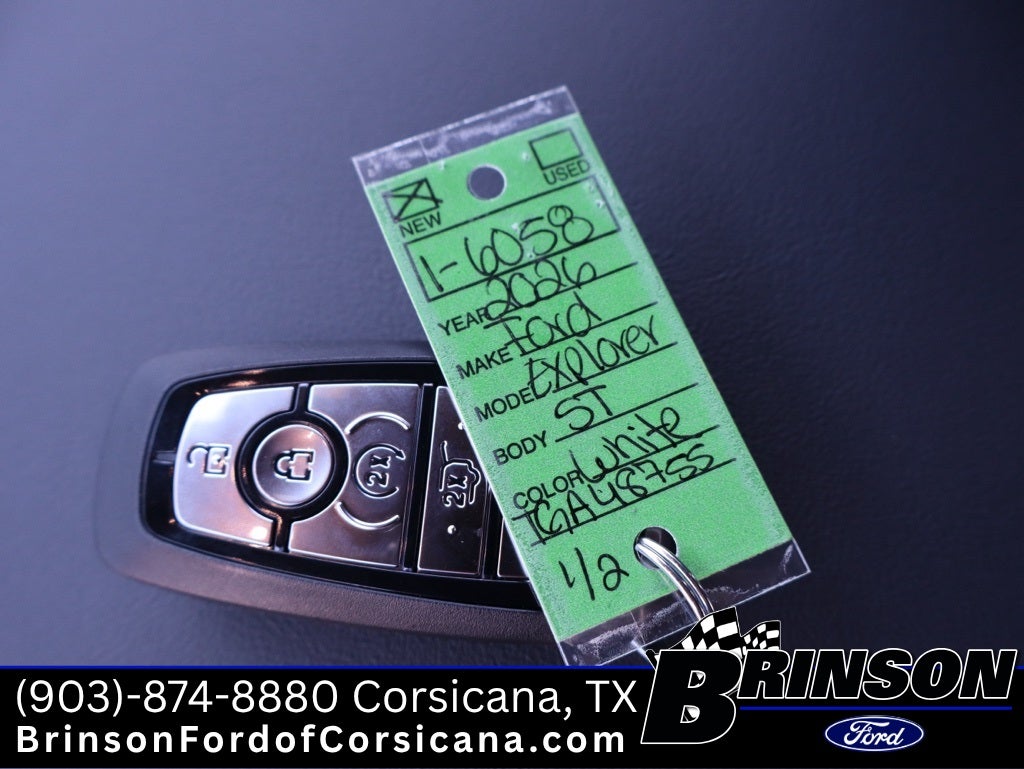 NEW
USED
1-6058
YEAR 2026
MAKE Ford
MODEL Explorer
BODY ST
COLOR White
TGA48755
1/2
2X
2X
(903)-874-8880 Corsicana, TX
BrinsonFordofCorsicana.com
BRINSON
Ford